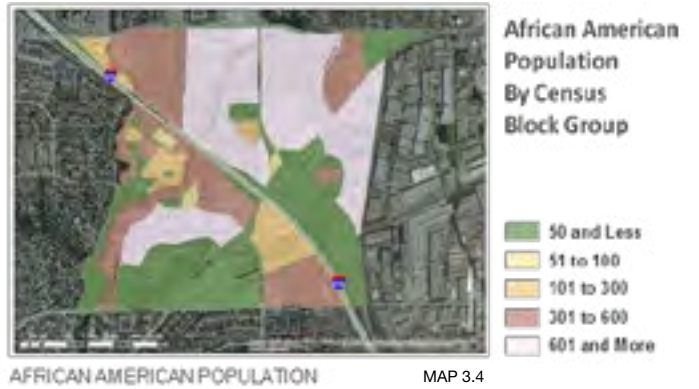 African American
Population
By Census
Block Group
50 and Less
51 to 100
101 to 300
301 to 600
601 and More
AFRICAN AMERICAN POPULATION
MAP 3.4